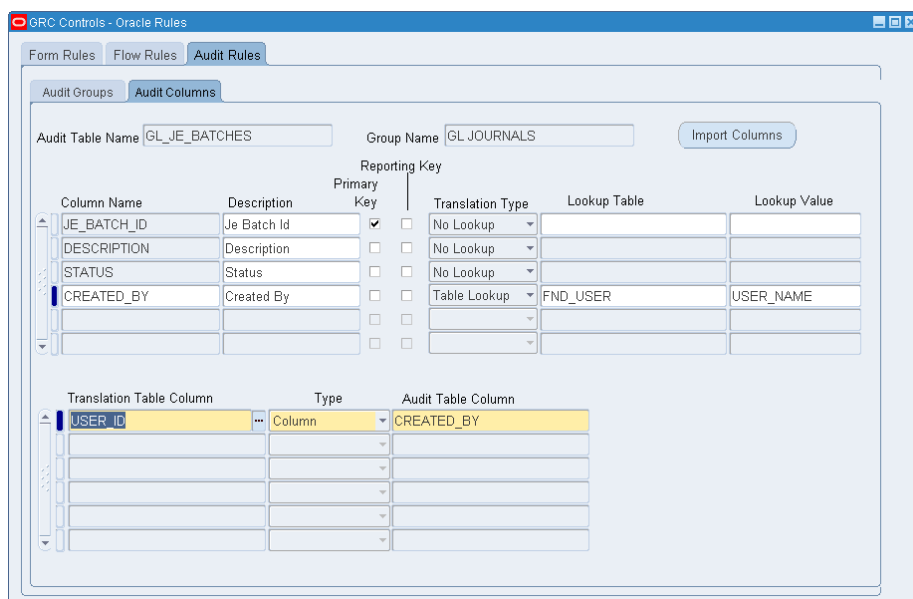 GRC Controls - Oracle Rules
Form Rules Flow Rules Audit Rules
Audit Groups Audit Columns
Audit Table Name GL_JE_BATCHES Group Name GL JOURNALS Import Columns
Reporting Key
Primary
Column Name Description Key Translation Type Lookup Table Lookup Value
JE_BATCH_ID Je Batch Id No Lookup
DESCRIPTION Description No Lookup
STATUS Status No Lookup
CREATED_BY Created By Table Lookup FND_USER USER_NAME
Translation Table Column Type Audit Table Column
USER_ID ... Column CREATED_BY